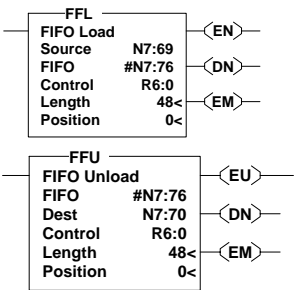 FFL
FIFO Load
Source N7:69
FIFO #N7:76
Control R6:0
Length 48<
Position 0<
EN
DN
EM
FFU
FIFO Unload
FIFO #N7:76
Dest N7:70
Control R6:0
Length 48<
Position 0<
EU
DN
EM